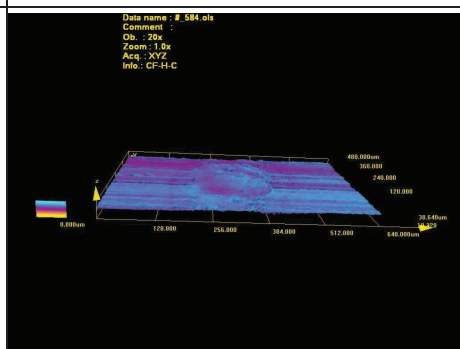 Data name : #_584.ols
Comment :
Ob. : 20x
Zoom : 1.0x
Acq. : XYZ
Info.: CF-H-C
480.000um
360.000
240.000
120.000
z
38.640um
0.000um
128.000
256.000
384.000
512.000
640.000um